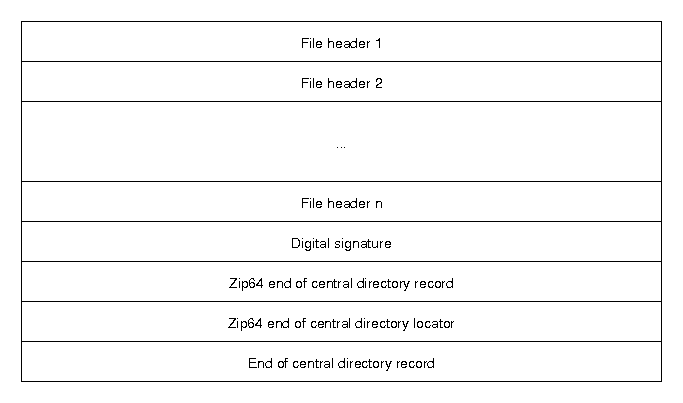 File header 1
File header 2
...
File header n
Digital signature
Zip64 end of central directory record
Zip64 end of central directory locator
End of central directory record